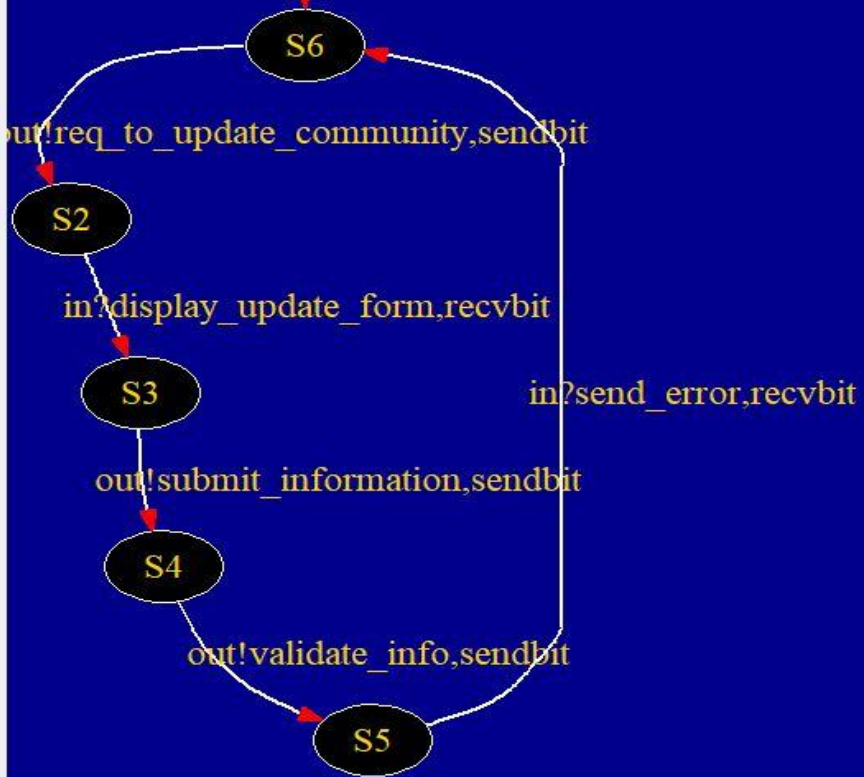 S6
out!req_to_update_community,sendbit
S2
in?display_update_form,recvbit
S3
in?send_error,recvbit
out!submit_information,sendbit
S4
out!validate_info,sendbit
S5